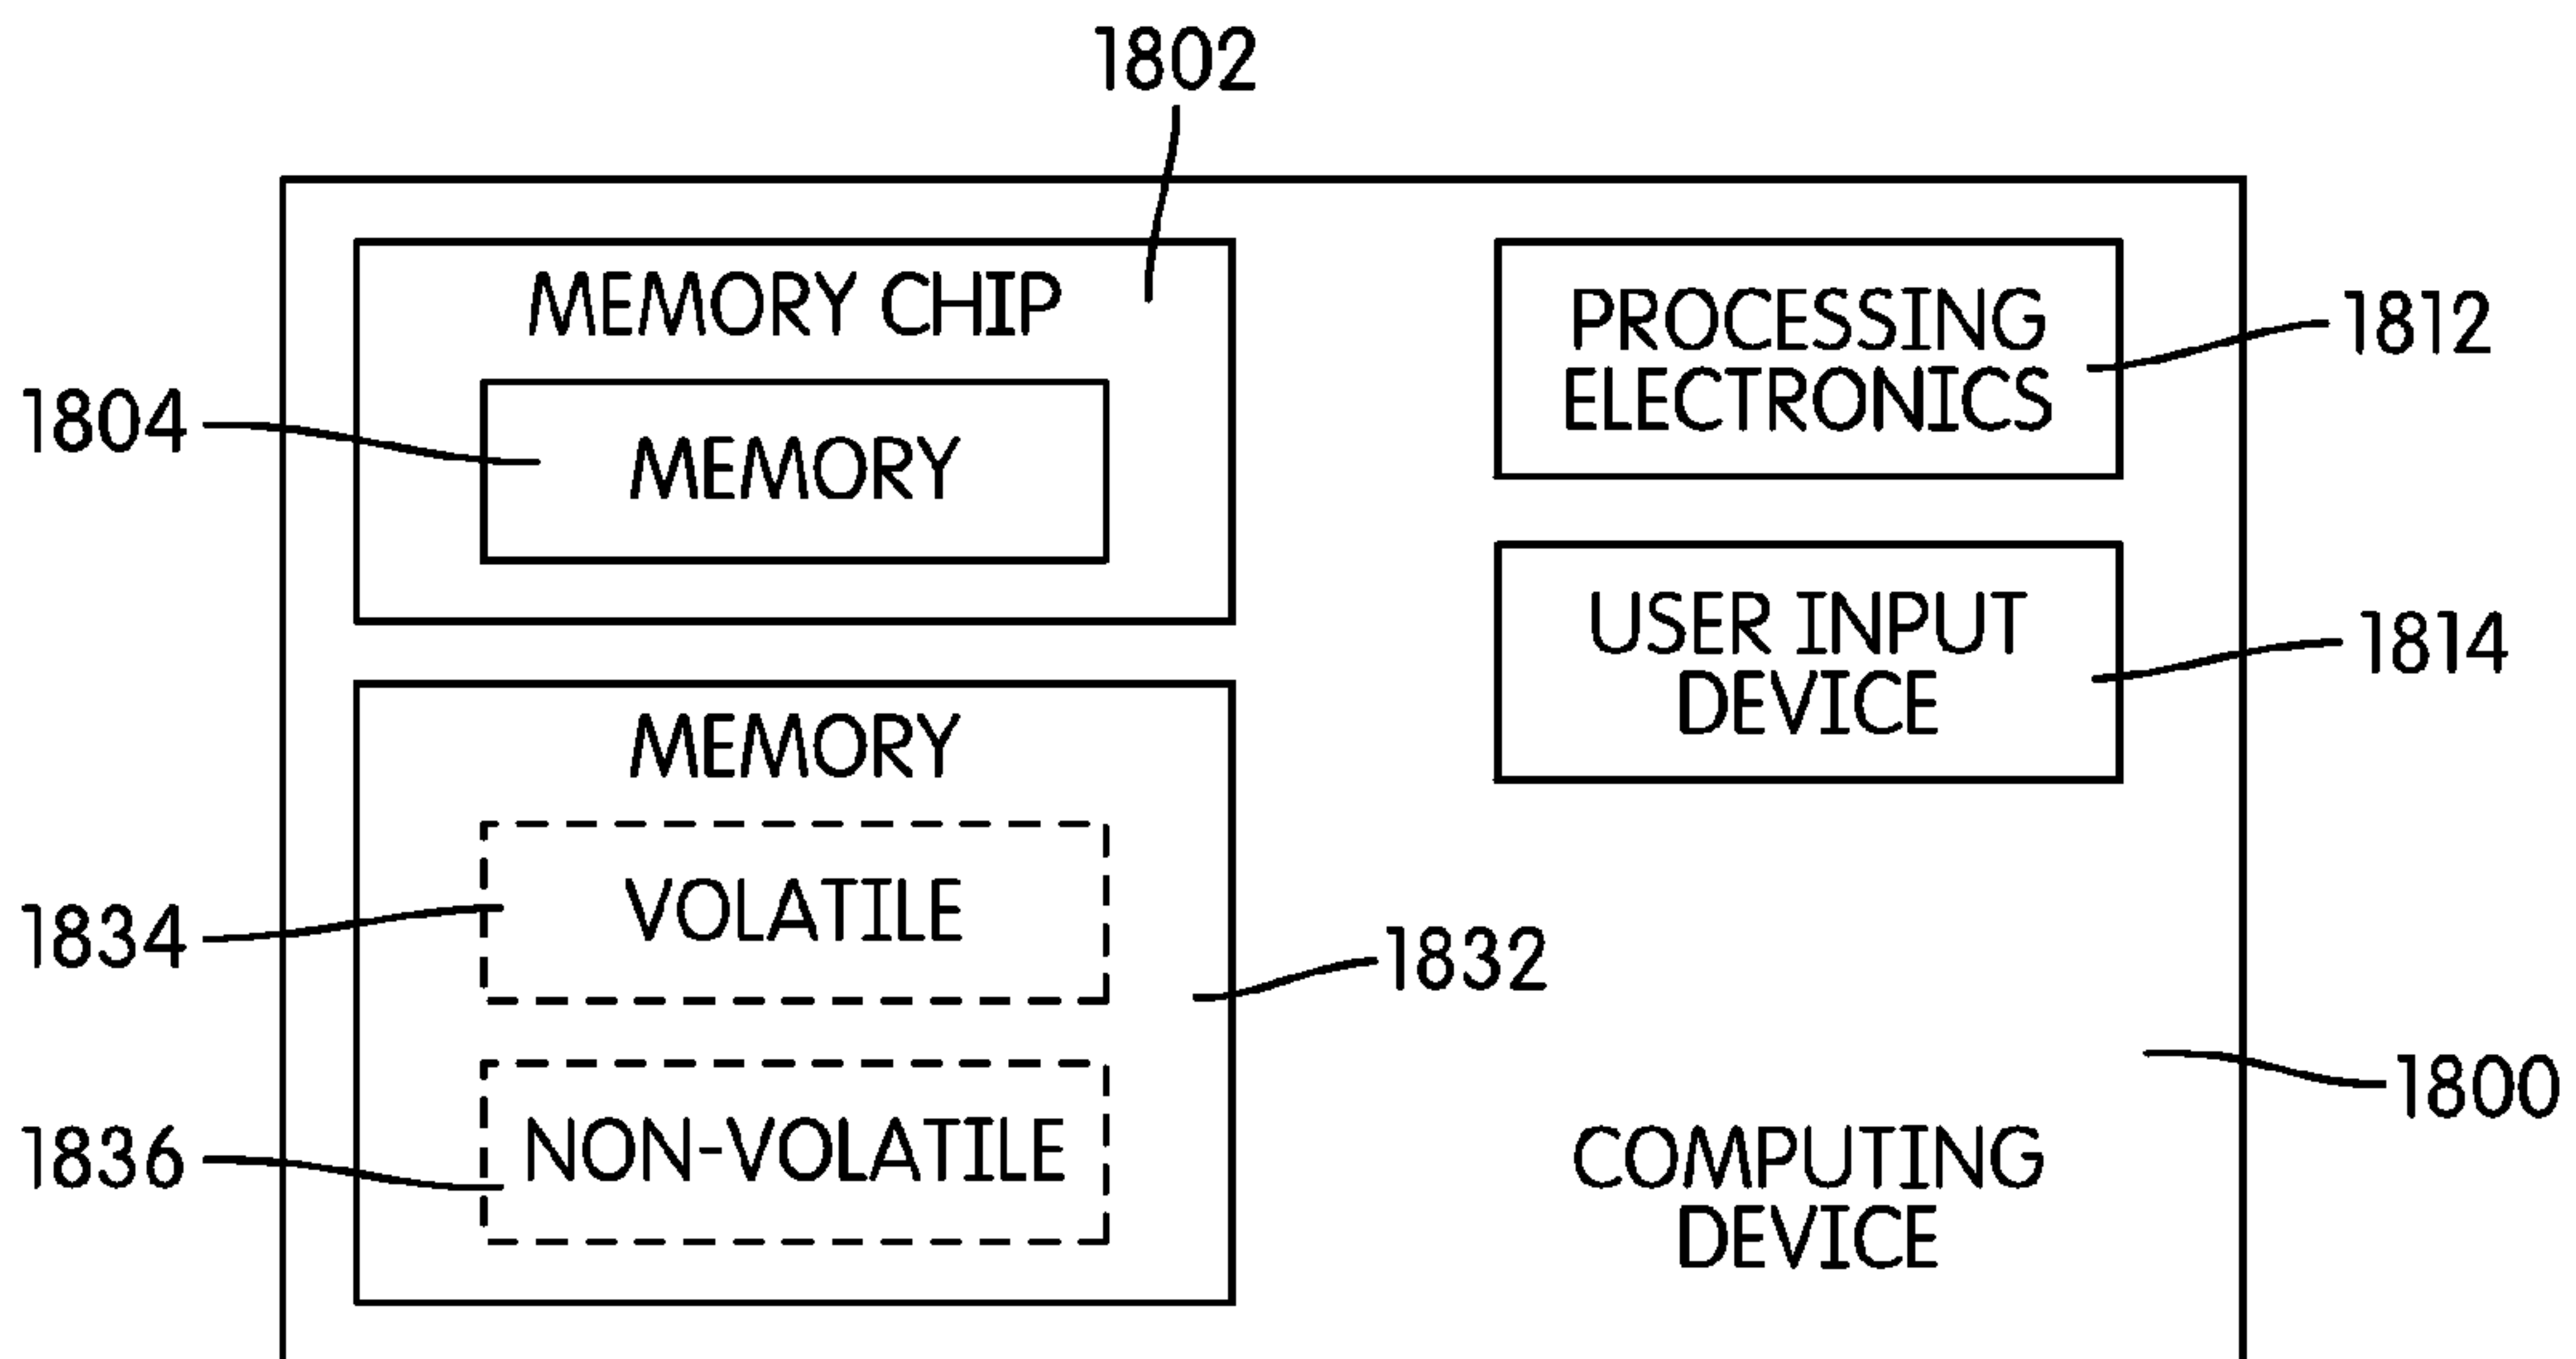 1802
MEMORY CHIP
1804
MEMORY
PROCESSING
ELECTRONICS
1812
USER INPUT
DEVICE
1814
MEMORY
1834
VOLATILE
1832
1836
NON-VOLATILE
1800
COMPUTING
DEVICE